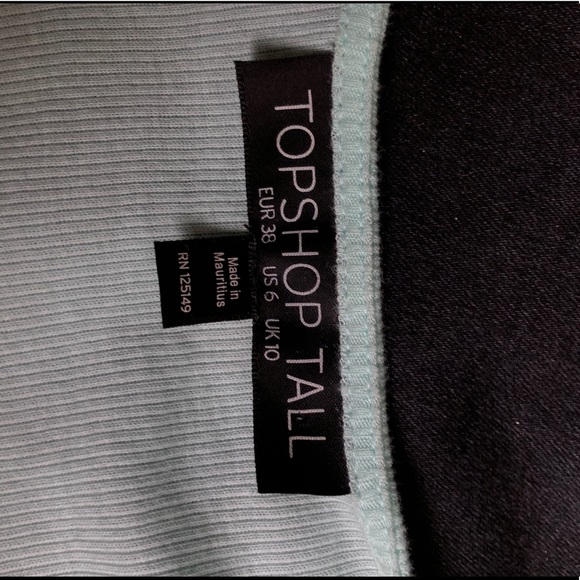 TOPSHOP TALL
EUR 38 US 6 UK 10
Made in
Mauritius
RN 125149